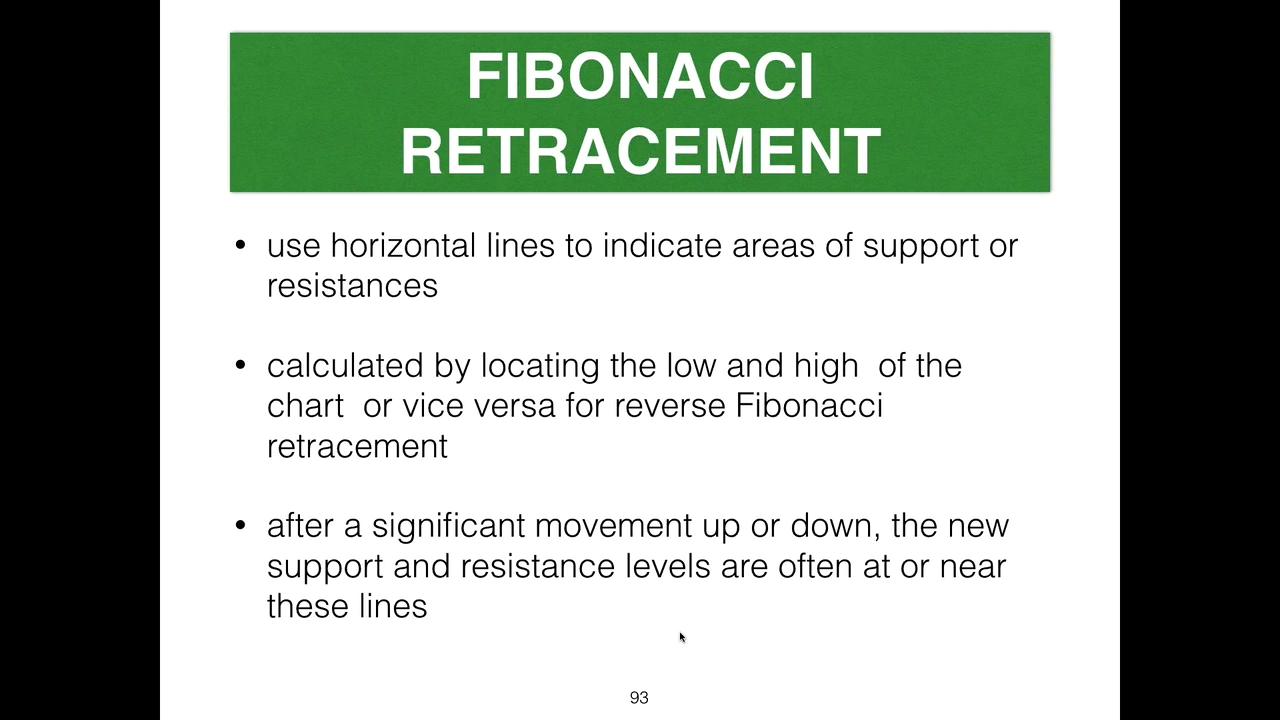 FIBONACCI
RETRACEMENT
• use horizontal lines to indicate areas of support or
resistances
• calculated by locating the low and high  of the
chart  or vice versa for reverse Fibonacci
retracement
• after a significant movement up or down, the new
support and resistance levels are often at or near
these lines
93